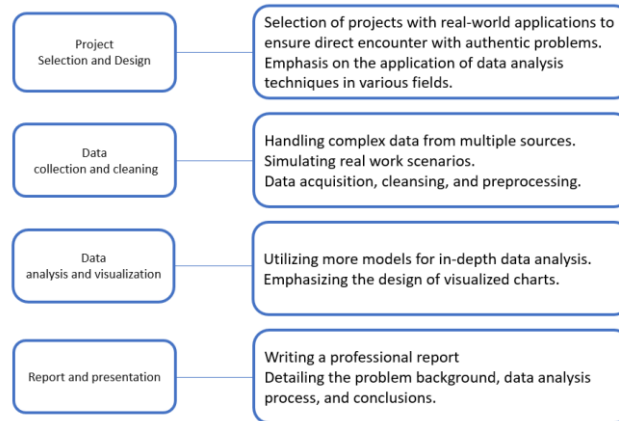 Project
Selection and Design
Selection of projects with real-world applications to
ensure direct encounter with authentic problems.
Emphasis on the application of data analysis
techniques in various fields.
Data
collection and cleaning
Handling complex data from multiple sources.
Simulating real work scenarios.
Data acquisition, cleansing, and preprocessing.
Data
analysis and visualization
Utilizing more models for in-depth data analysis.
Emphasizing the design of visualized charts.
Report and presentation
Writing a professional report
Detailing the problem background, data analysis
process, and conclusions.